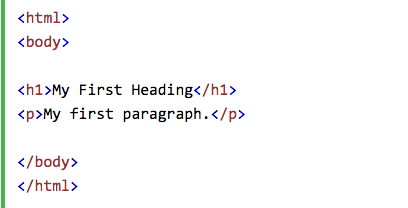 <html>
<body>
<h1>My First Heading</h1>
<p>My first paragraph.</p>
</body>
</html>